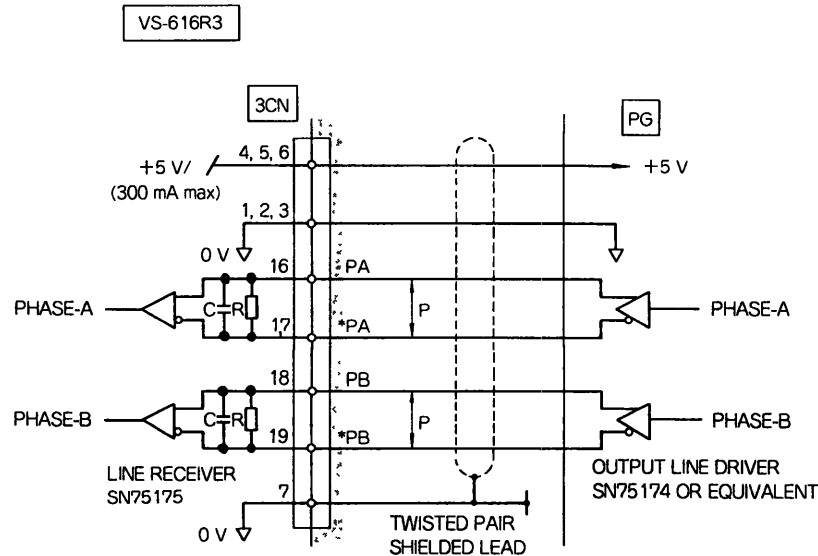 VS-616R3
3CN
PG
+5 V/
(300 mA max)
4, 5, 6
+5 V
1, 2, 3
0 V
16
PA
PHASE-A
C
R
P
PHASE-A
17
*PA
18
PB
PHASE-B
C
R
P
PHASE-B
19
*PB
LINE RECEIVER
SN75175
OUTPUT LINE DRIVER
SN75174 OR EQUIVALENT
7
0 V
TWISTED PAIR
SHIELDED LEAD